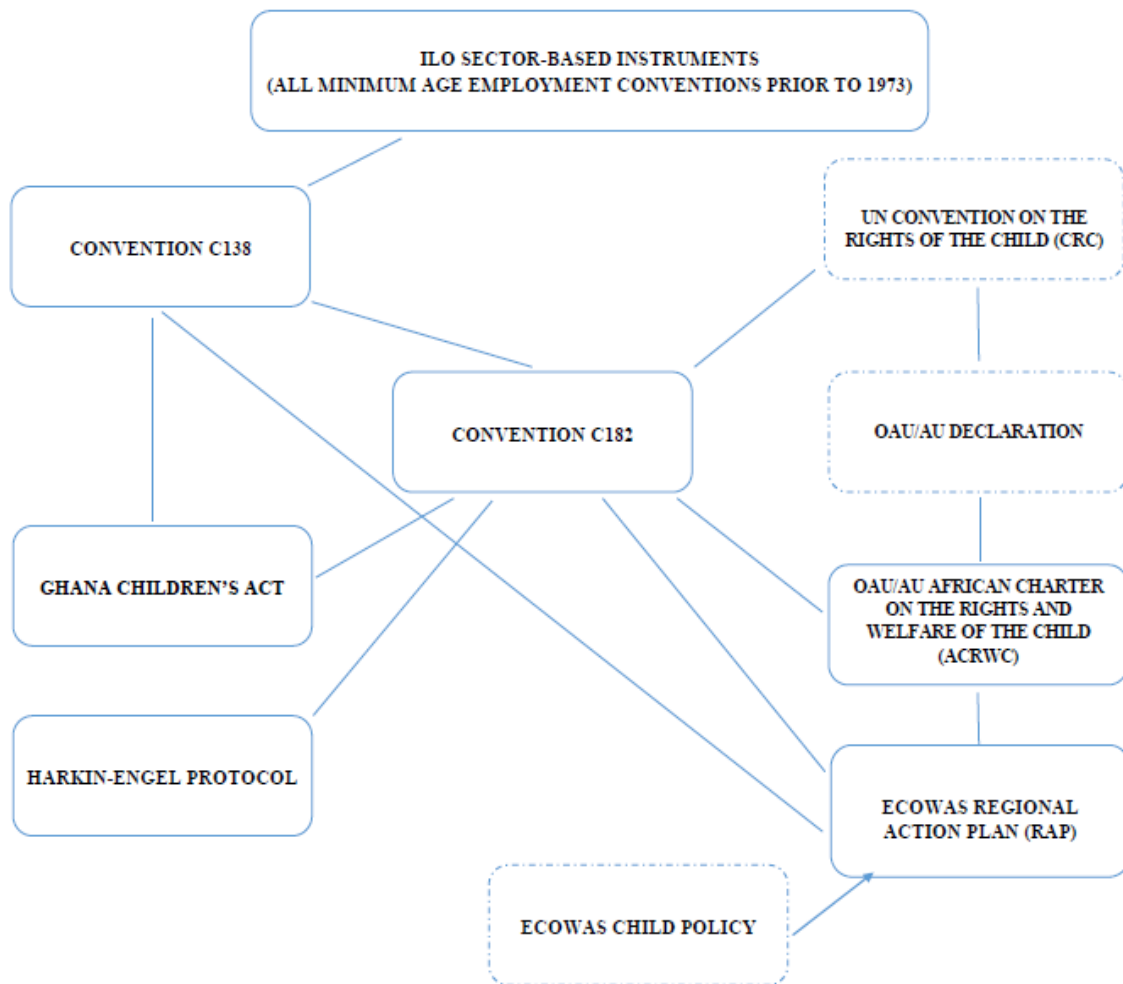 ILO SECTOR-BASED INSTRUMENTS
(ALL MINIMUM AGE EMPLOYMENT CONVENTIONS PRIOR TO 1973)
CONVENTION C138
UN CONVENTION ON THE
RIGHTS OF THE CHILD (CRC)
CONVENTION C182
OAU/AU DECLARATION
GHANA CHILDREN’S ACT
OAU/AU AFRICAN CHARTER
ON THE RIGHTS AND
WELFARE OF THE CHILD
(ACRWC)
HARKIN-ENGEL PROTOCOL
ECOWAS REGIONAL
ACTION PLAN (RAP)
ECOWAS CHILD POLICY